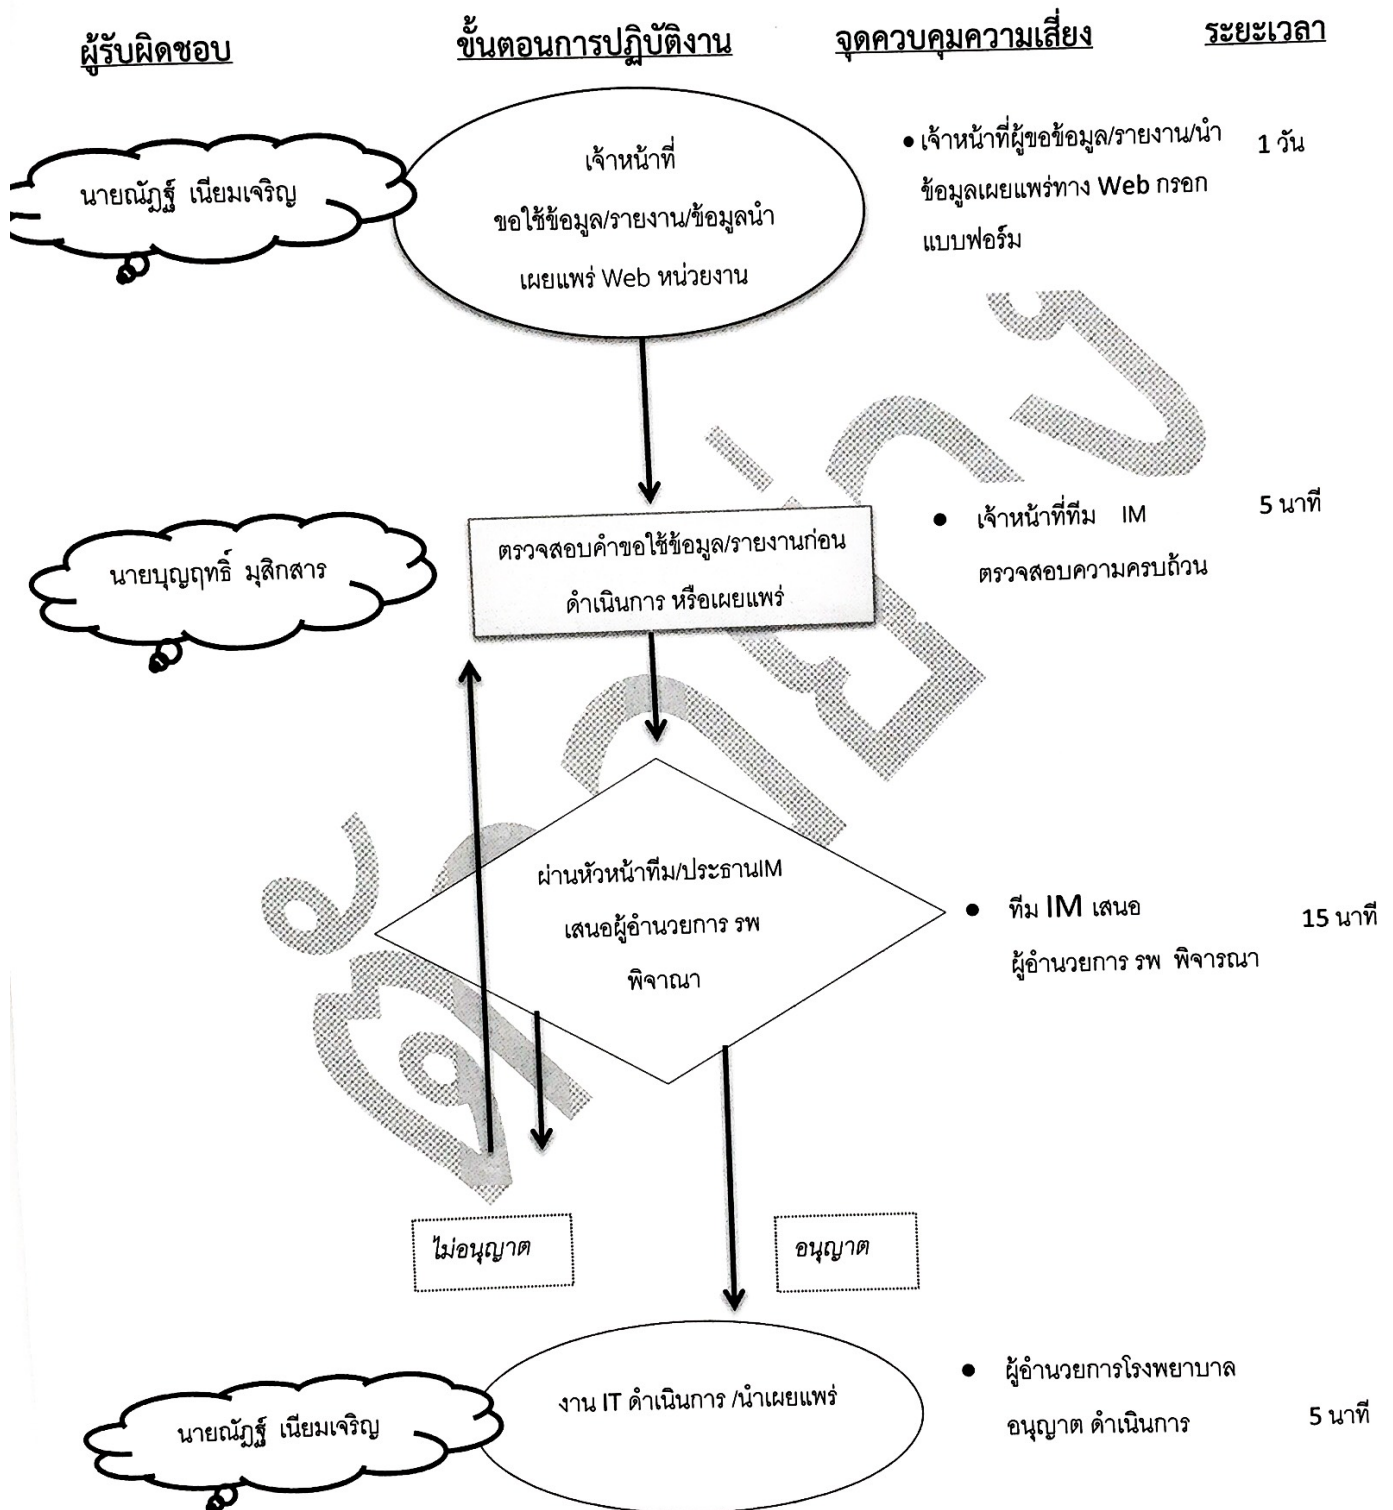 ผู้รับผิดชอบ ขั้นตอนการปฏิบัติงาน จุดควบคุมความเสี่ยง ระยะเวลา
นายณัฏฐ์ เนียมเจริญ
เจ้าหน้าที่
ขอใช้ข้อมูล/รายงาน/ข้อมูลนำ
เผยแพร่ Web หน่วยงาน
• เจ้าหน้าที่ผู้ขอข้อมูล/รายงาน/นำ
ข้อมูลเผยแพร่ทาง Web กรอก
แบบฟอร์ม
1 วัน
นายบุญฤทธิ์ มุสิกสาร
ตรวจสอบคำขอใช้ข้อมูล/รายงานก่อน
ดำเนินการ หรือเผยแพร่
• เจ้าหน้าที่ทีม IM
ตรวจสอบความครบถ้วน
5 นาที
ผ่านหัวหน้าทีม/ประธานIM
เสนอผู้อำนวยการ รพ
พิจาณา
• ทีม IM เสนอ
ผู้อำนวยการ รพ พิจารณา
15 นาที
ไม่อนุญาต
อนุญาต
นายณัฏฐ์ เนียมเจริญ
งาน IT ดำเนินการ /นำเผยแพร่
• ผู้อำนวยการโรงพยาบาล
อนุญาต ดำเนินการ
5 นาที